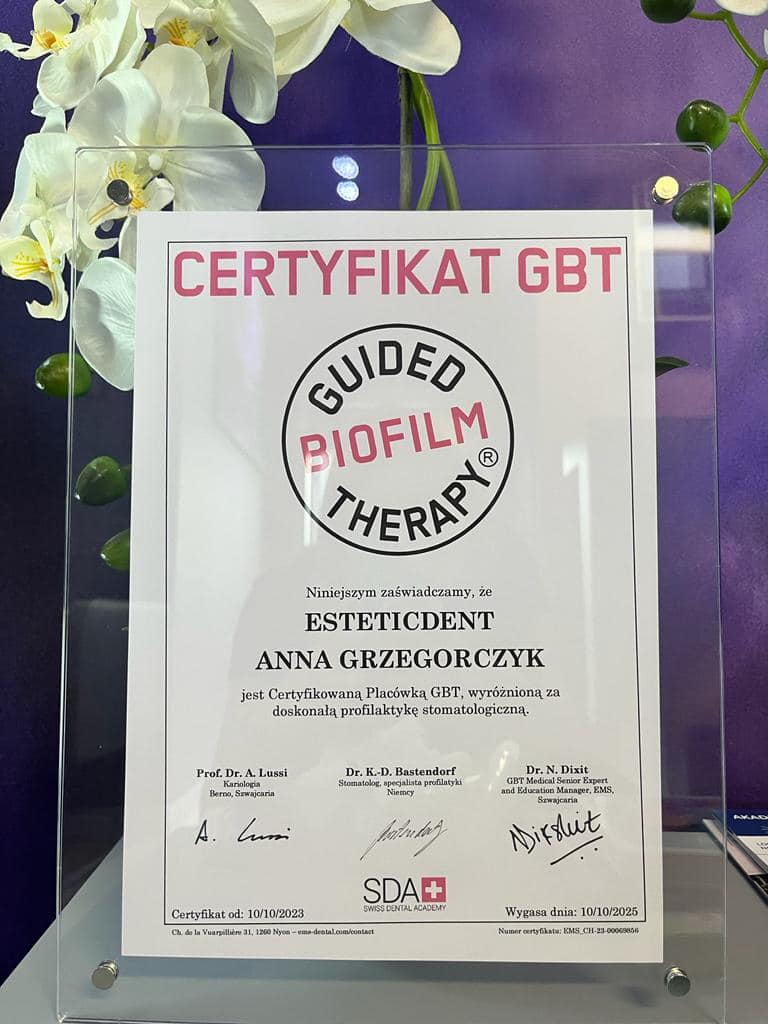 CERTYFIKAT GBT
GUIDED
BIOFILM
THERAPY®
Niniejszym zaświadczamy, że
ESTETICDENT
ANNA GRZEGORCZYK
jest Certyfikowaną Placówką GBT, wyróżnioną za
doskonałą profilaktykę stomatologiczną.
Prof. Dr. A. Lussi
Kariologia
Berno, Szwajcaria
A. Lussi
Dr. K.-D. Bastendorf
Stomatolog, specjalista profilatyki
Niemcy
Bastendorf
Dr. N. Dixit
GBT Medical Senior Expert
and Education Manager, EMS,
Szwajcaria
NDixshit
SDA
SWISS DENTAL ACADEMY
Certyfikat od: 10/10/2023
Wygasa dnia: 10/10/2025
Ch. de la Vuarpillière 31, 1260 Nyon – ems-dental.com/contact
Numer certyfikatu: EMS_CH-23-00069856